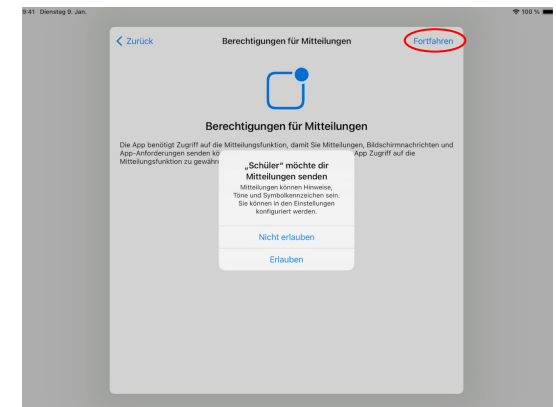 9:41 Dienstag 9. Jan.
100 %
Zurück
Berechtigungen für Mitteilungen
Fortfahren
Berechtigungen für Mitteilungen
Die App benötigt Zugriff auf die Mitteilungsfunktion, damit Sie Mitteilungen, Bildschirmnachrichten und
App-Anforderungen senden kö App Zugriff auf die
Mitteilungsfunktion zu gewähr
„Schüler“ möchte dir
Mitteilungen senden
Mitteilungen können Hinweise,
Töne und Symbolkennzeichen sein.
Sie können in den Einstellungen
konfiguriert werden.
Nicht erlauben
Erlauben